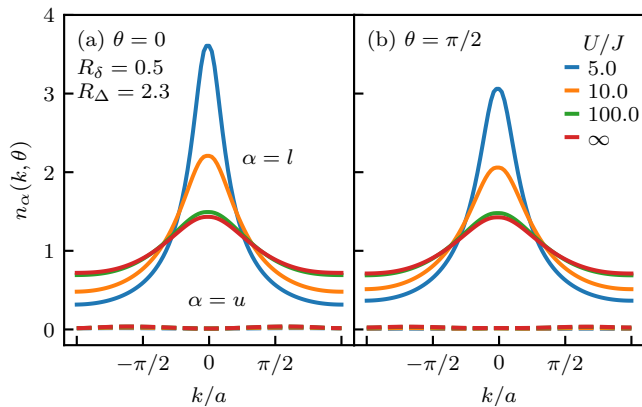 (a) θ = 0
R_δ = 0.5
R_Δ = 2.3
α = l
α = u
(b) θ = π/2
U/J
5.0
10.0
100.0
∞
n_α(k, θ)
4
3
2
1
0
−π/2 0 π/2
−π/2 0 π/2
k/a
k/a